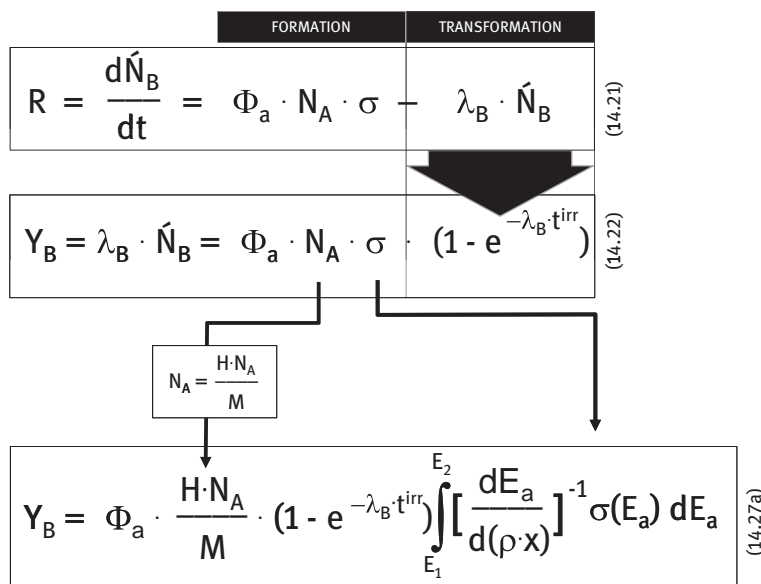 FORMATION TRANSFORMATION
R = dŃ_B/dt = Φ_a · N_A · σ – λ_B · Ń_B (14.21)
Y_B = λ_B · Ń_B = Φ_a · N_A · σ · (1 - e^{-λ_B·t^{irr}}) (14.22)
N_A = H·N_A/M
Y_B = Φ_a · H·N_A/M · (1 - e^{-λ_B·t^{irr}}) ∫_{E_1}^{E_2} [dE_a/d(ρ·x)]^{-1} σ(E_a) dE_a (14.27a)